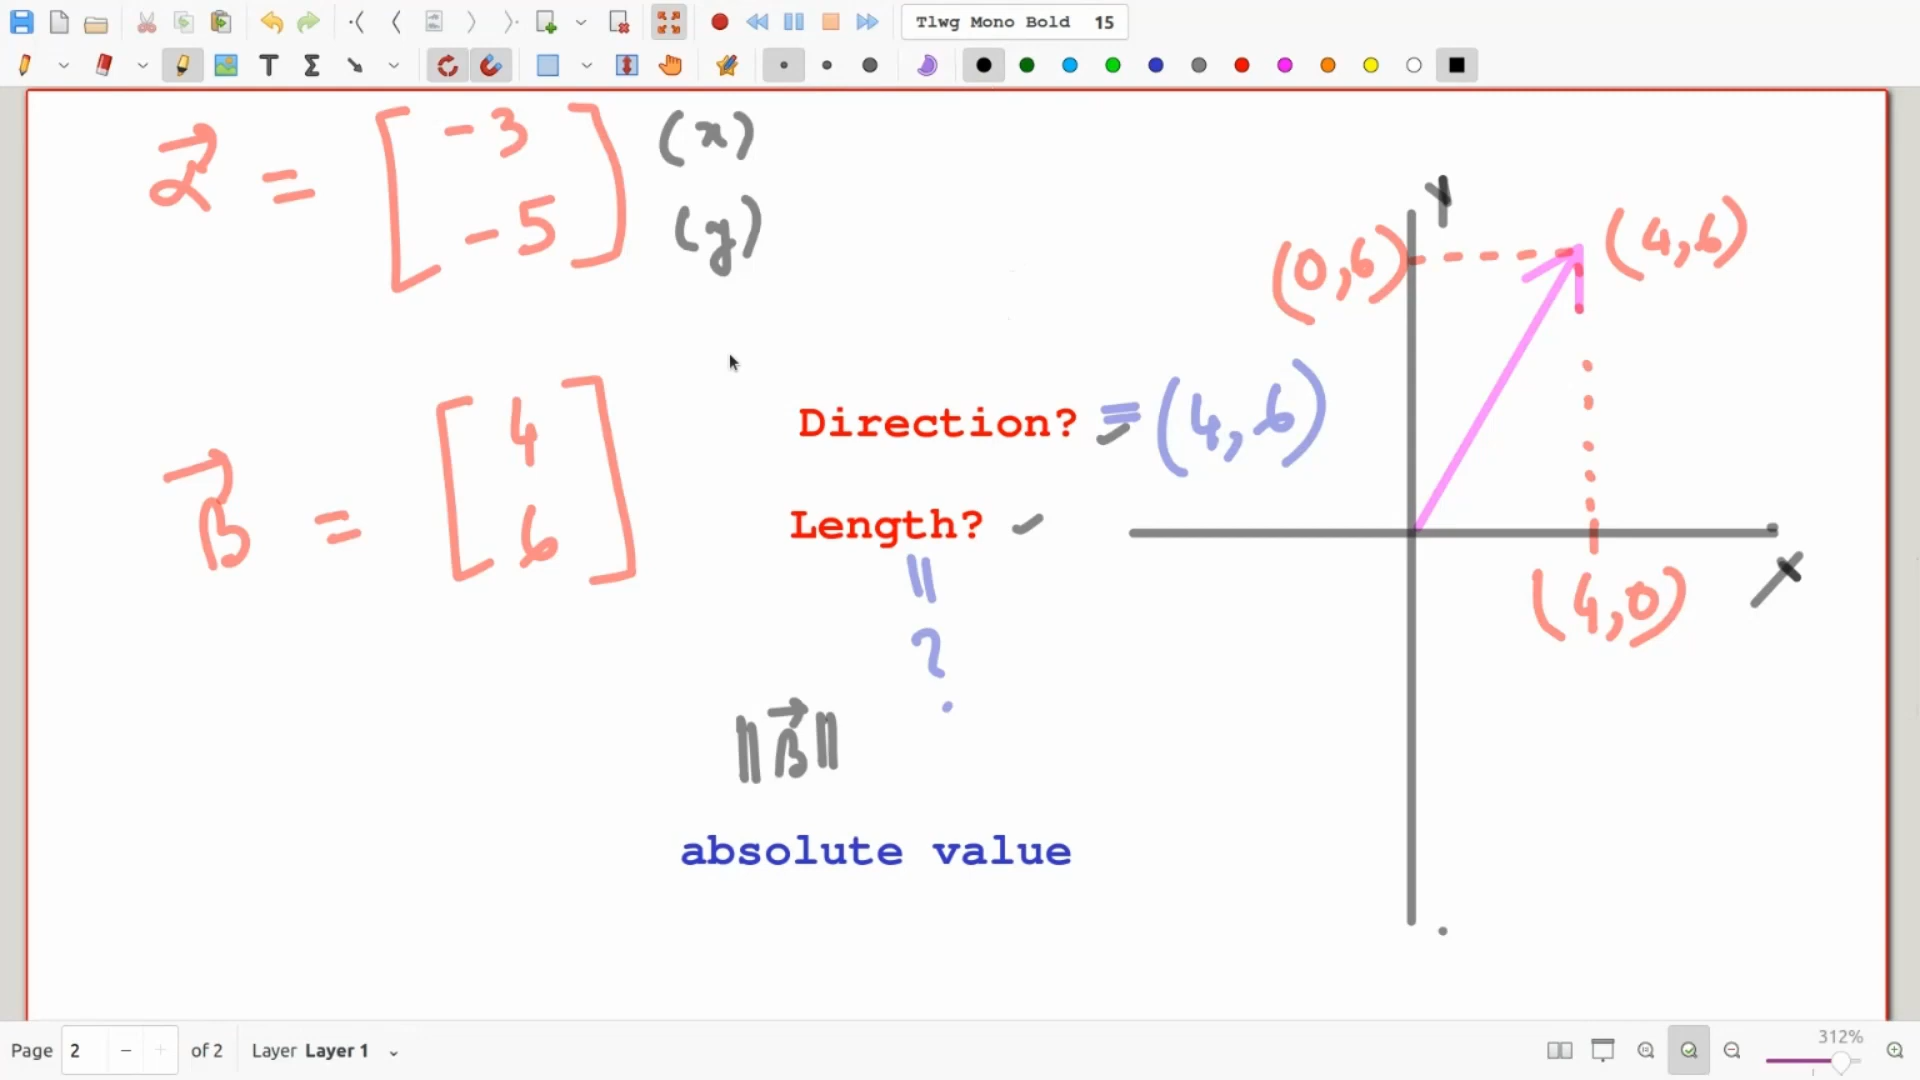 Tlwg Mono Bold 15
α⃗ = [ -3 (x)
-5 ] (y)
Y
(0,6) (4,6)
β⃗ = [ 4
6 ]
Direction? = (4,6)
Length?
||
?
X
(4,0)
||β⃗||
absolute value
Page 2 of 2 Layer Layer 1 312%